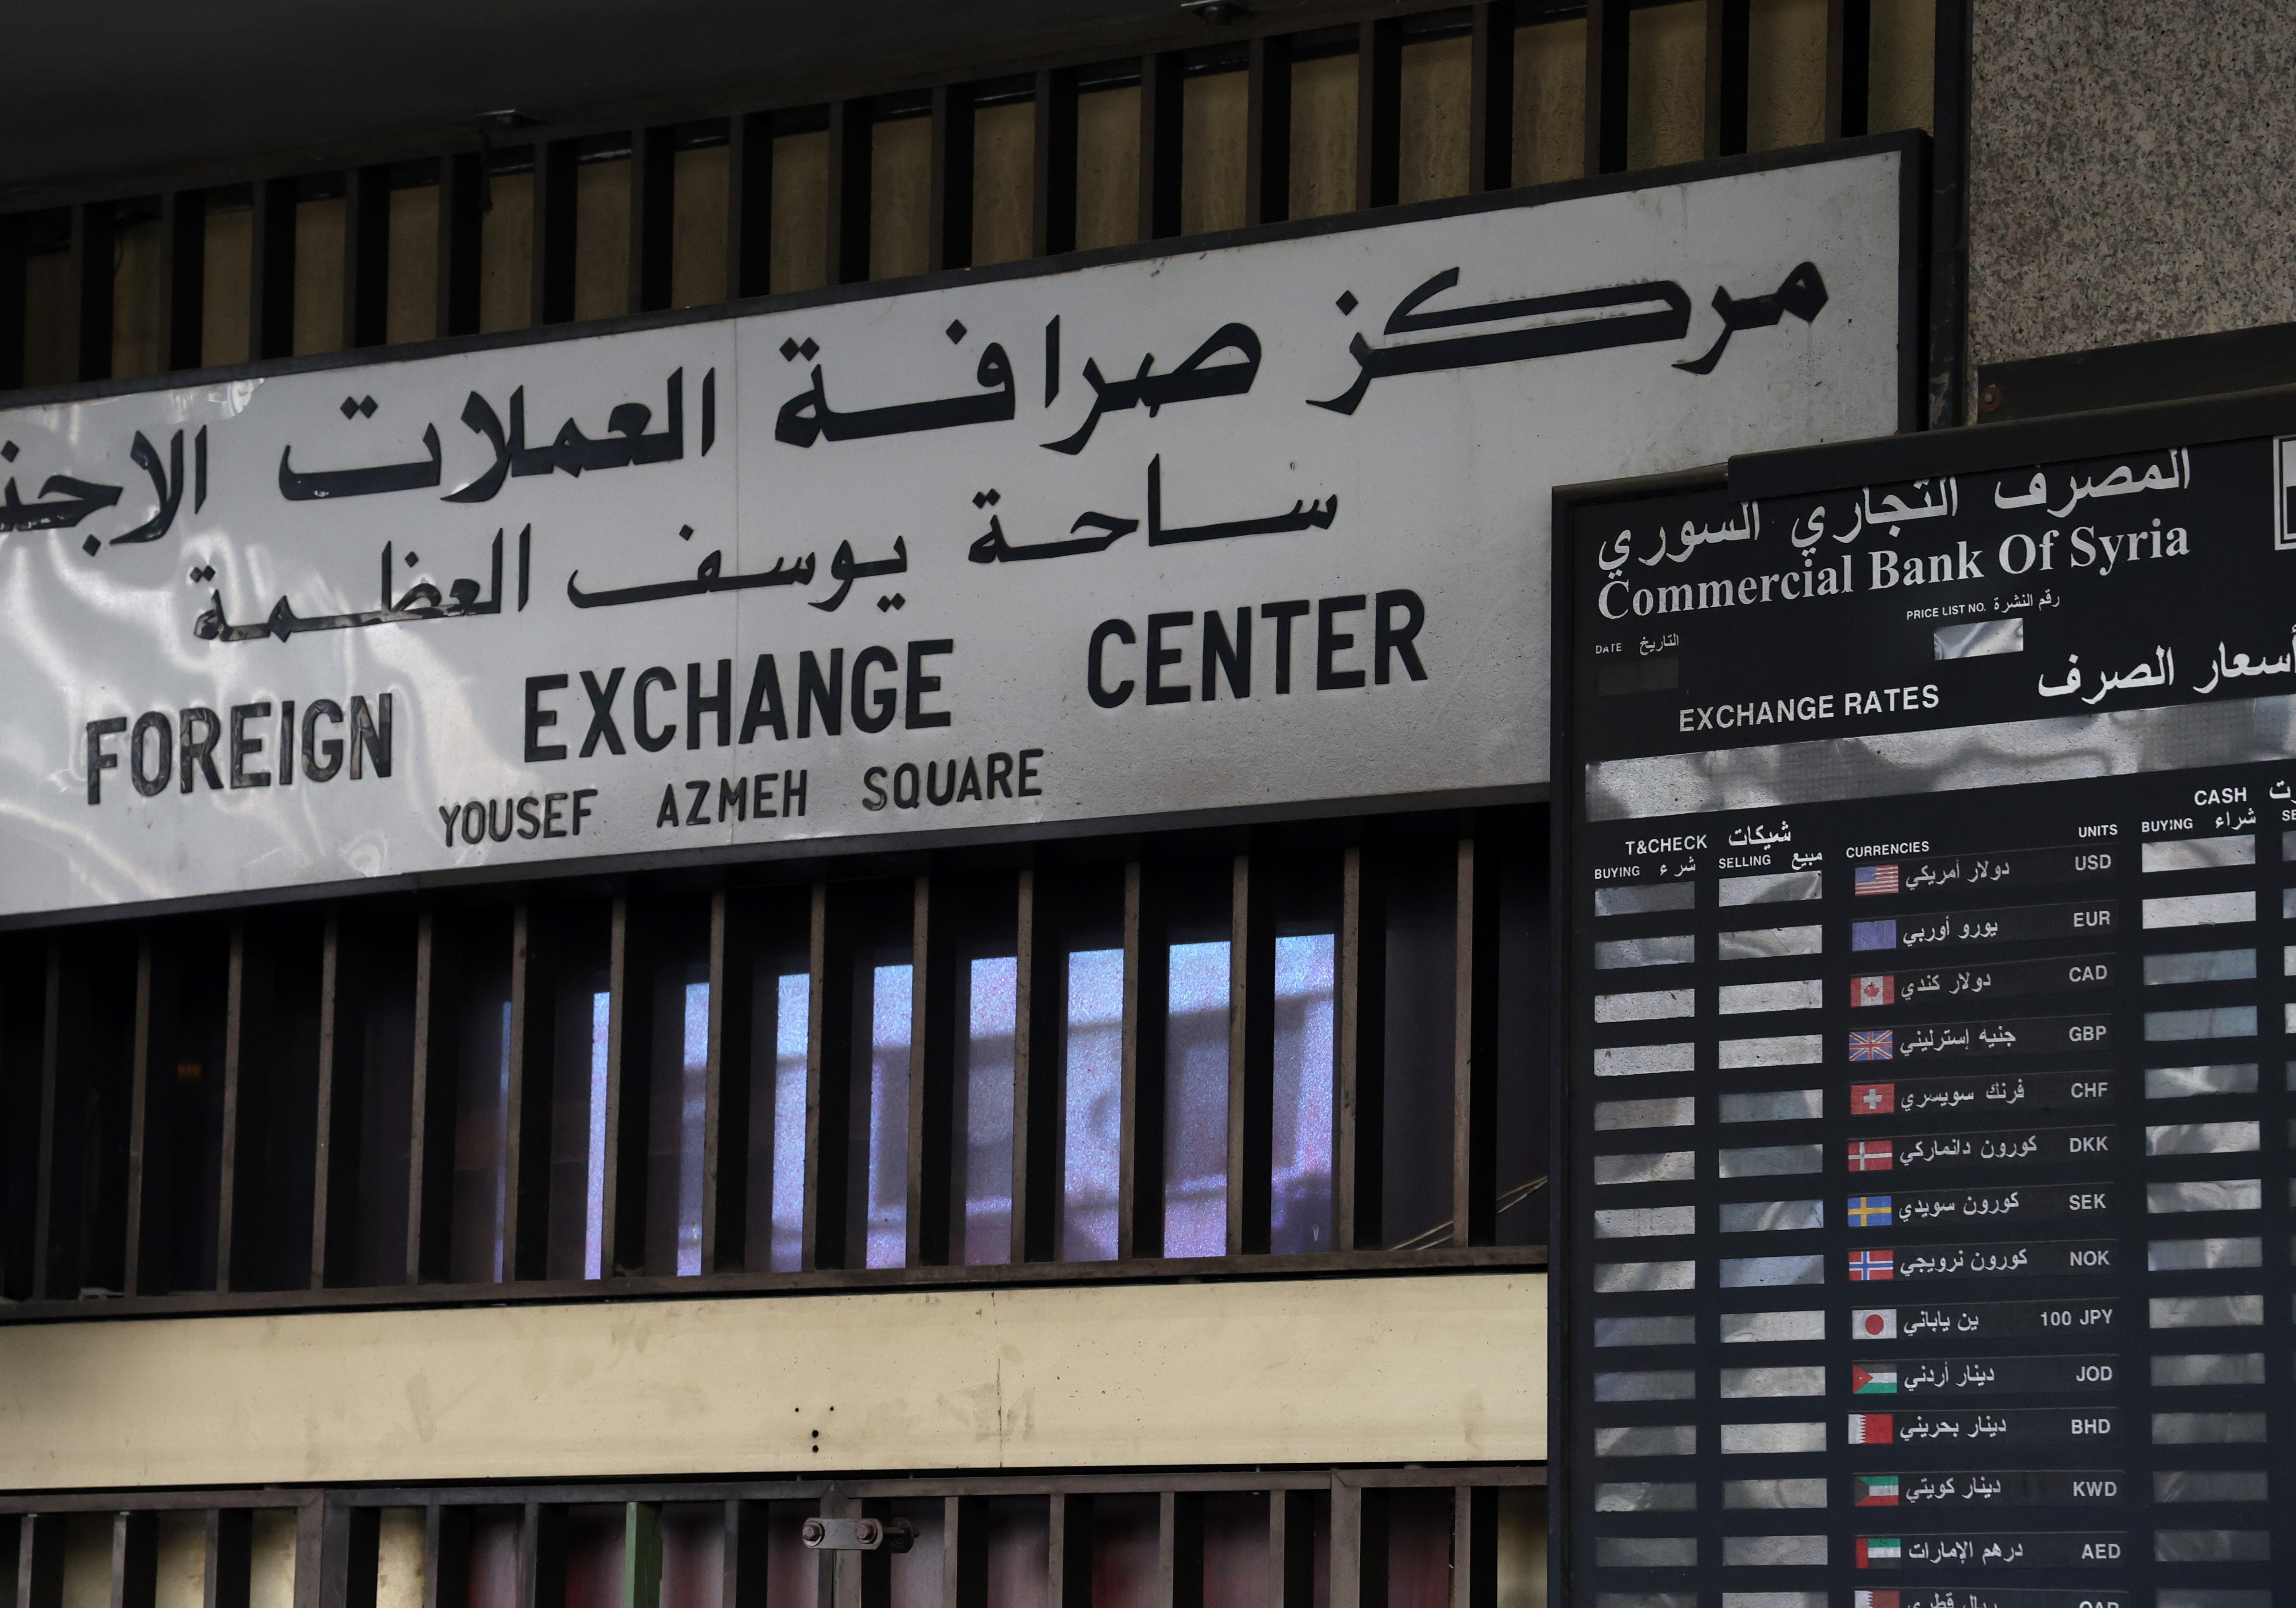 مركز صرافة العملات
ساحة يوسف العظمة
FOREIGN EXCHANGE CENTER
YOUSEF AZMEH SQUARE
المصرف التجاري السوري
Commercial Bank Of Syria
PRICE LIST NO. رقم النشرة
DATE التاريخ
EXCHANGE RATES أسعار الصرف
T&CHECK شيكات
CASH
BUYING شراء SELLING مبيع CURRENCIES UNITS BUYING شراء
دولار أمريكي USD
يورو أوربي EUR
دولار كندي CAD
جنيه إسترليني GBP
فرنك سويسري CHF
كورون دانماركي DKK
كورون سويدي SEK
كورون نرويجي NOK
ين ياباني 100 JPY
دينار أردني JOD
دينار بحريني BHD
دينار كويتي KWD
درهم الإمارات AED
ريال قطري QAR